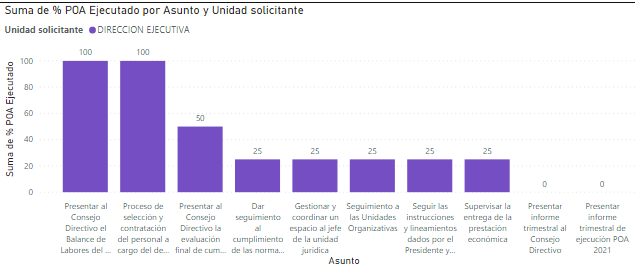 Suma de % POA Ejecutado por Asunto y Unidad solicitante
Unidad solicitante DIRECCION EJECUTIVA
Suma de % POA Ejecutado
100
80
60
40
20
0
100
100
50
25
25
25
25
25
0
0
Presentar al
Consejo
Directivo el
Balance de
Labores del ...
Proceso de
selección y
contratación
del personal a
cargo del de...
Presentar al
Consejo
Directivo la
evaluación
final de cum...
Dar
seguimiento
al
cumplimiento
de las norma...
Gestionar y
coordinar un
espacio al jefe
de la unidad
jurídica
Seguimiento a
las Unidades
Organizativas
Seguir las
instrucciones
y lineamientos
dados por el
Presidente y...
Supervisar la
entrega de la
prestación
económica
Presentar
informe
trimestral al
Consejo
Directivo
Presentar
informe
trimestral de
ejecución POA
2021
Asunto